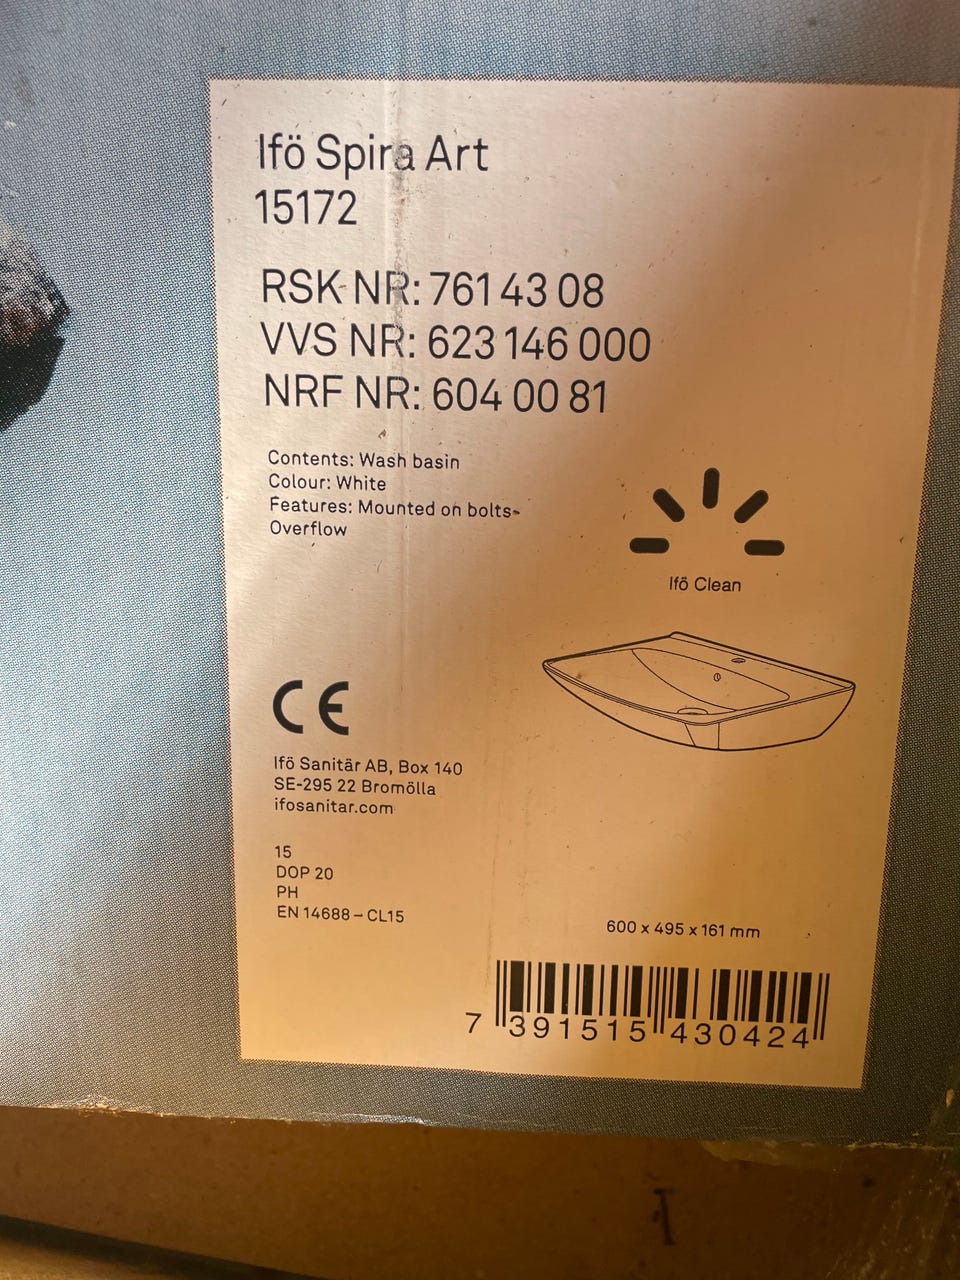 Ifö Spira Art
15172
RSK NR: 761 43 08
VVS NR: 623 146 000
NRF NR: 604 00 81
Contents: Wash basin
Colour: White
Features: Mounted on bolts-
Overflow
Ifö Clean
CE
Ifö Sanitär AB, Box 140
SE-295 22 Bromölla
ifosanitar.com
15
DOP 20
PH
EN 14688 – CL15
600 x 495 x 161 mm
7 391515 430424